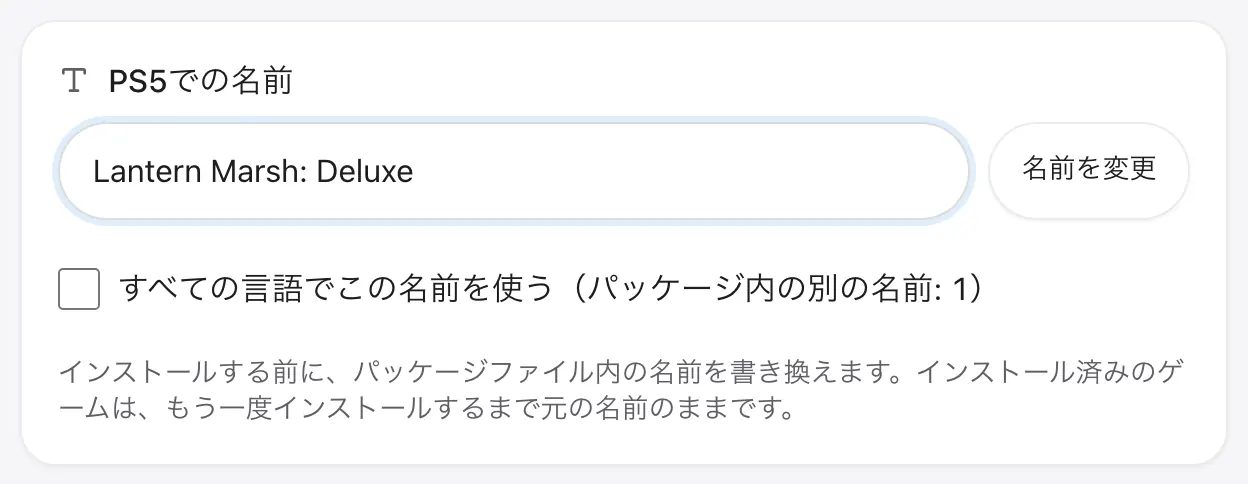 PS5での名前
Lantern Marsh: Deluxe
名前を変更
すべての言語でこの名前を使う（パッケージ内の別の名前: 1）
インストールする前に、パッケージファイル内の名前を書き換えます。インストール済みのゲ
ームは、もう一度インストールするまで元の名前のままです。